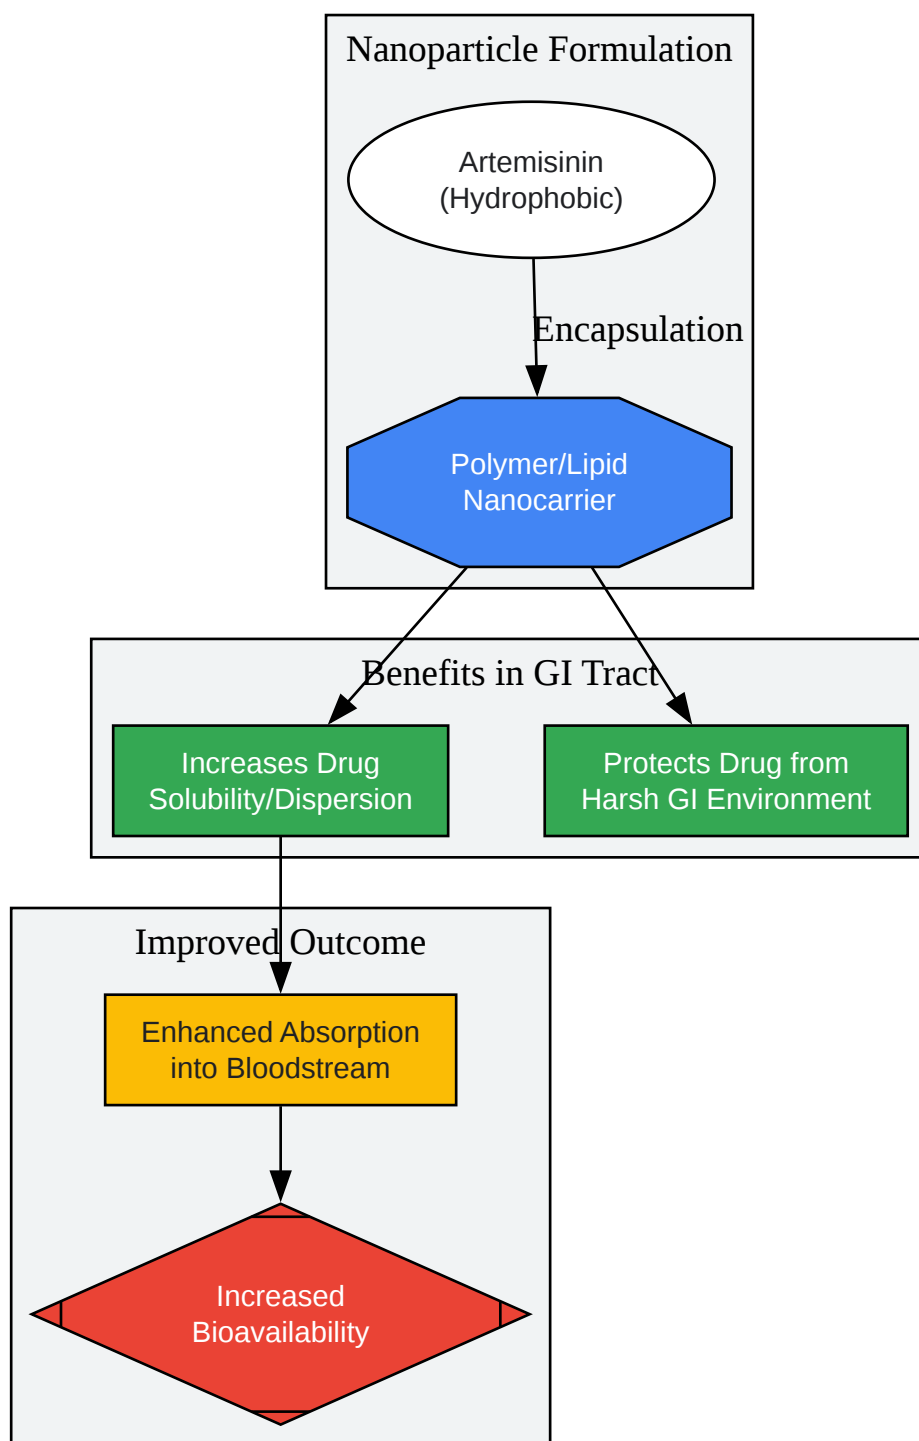 Nanoparticle Formulation
Artemisinin
(Hydrophobic)
Encapsulation
Polymer/Lipid
Nanocarrier
Benefits in GI Tract
Increases Drug
Solubility/Dispersion
Protects Drug from
Harsh GI Environment
Improved Outcome
Enhanced Absorption
into Bloodstream
Increased
Bioavailability